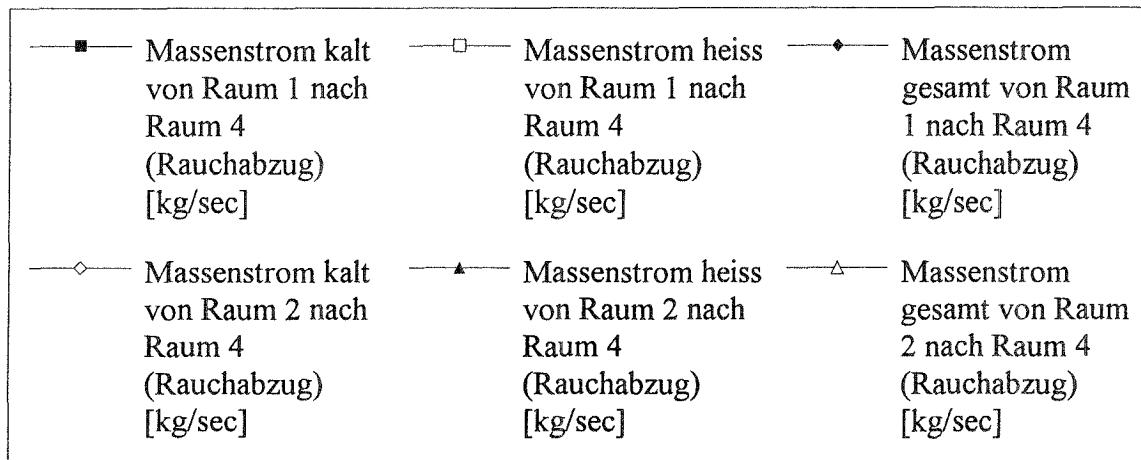 Massenstrom kalt
von Raum 1 nach
Raum 4
(Rauchabzug)
[kg/sec]
Massenstrom heiss
von Raum 1 nach
Raum 4
(Rauchabzug)
[kg/sec]
Massenstrom
gesamt von Raum
1 nach Raum 4
(Rauchabzug)
[kg/sec]
Massenstrom kalt
von Raum 2 nach
Raum 4
(Rauchabzug)
[kg/sec]
Massenstrom heiss
von Raum 2 nach
Raum 4
(Rauchabzug)
[kg/sec]
Massenstrom
gesamt von Raum
2 nach Raum 4
(Rauchabzug)
[kg/sec]